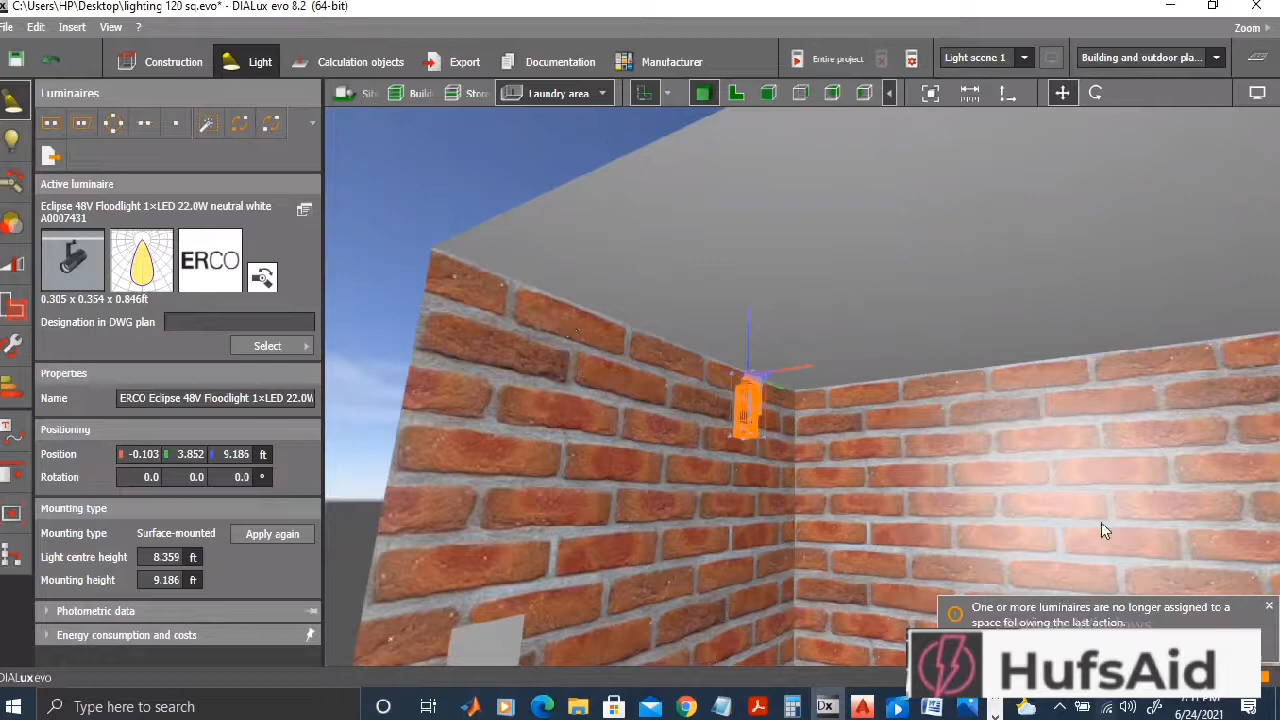 C:\Users\HP\Desktop\lighting 120 sq.evo* - DIALux evo 8.2 (64-bit)
File Edit Insert View ? Zoom
Construction Light Calculation objects Export Documentation Manufacturer Entire project Light scene 1 Building and outdoor pla...
Luminaires
Laundry area
Active luminaire
Eclipse 48V Floodlight 1×LED 22.0W neutral white
A0007431
ERCO
0.305 x 0.354 x 0.846ft
Designation in DWG plan
Select
Properties
Name ERCO Eclipse 48V Floodlight 1×LED 22.0W
Positioning
Position -0.103 3.852 9.186 ft
Rotation 0.0 0.0 0.0 °
Mounting type
Mounting type Surface-mounted Apply again
Light centre height 8.359 ft
Mounting height 9.186 ft
Photometric data
Energy consumption and costs
One or more luminaires are no longer assigned to a
space following the last action.
HufsAid
DIALux evo
Type here to search
Dx
6/24/2021